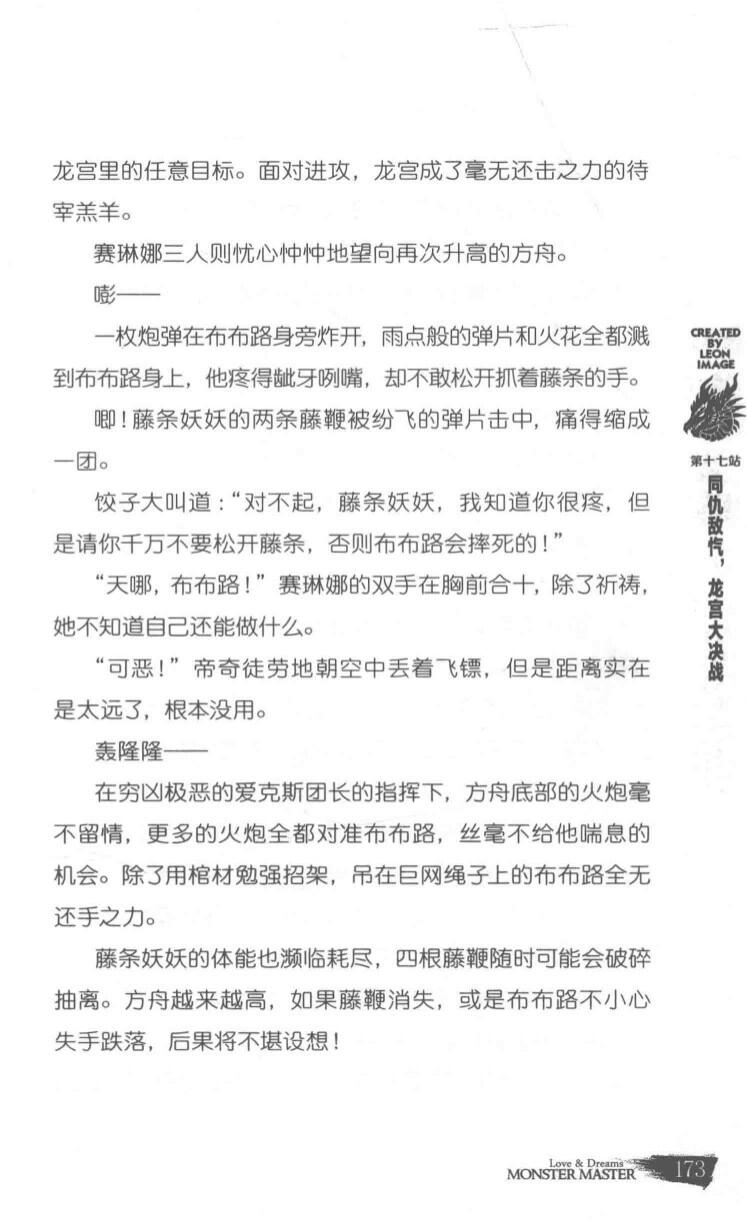 龙宫里的任意目标。面对进攻，龙宫成了毫无还击之力的待
宰羔羊。
赛琳娜三人则忧心忡忡地望向再次升高的方舟。
嘭——
一枚炮弹在布布路身旁炸开，雨点般的弹片和火花全都溅
到布布路身上，他疼得龇牙咧嘴，却不敢松开抓着藤条的手。
唧！藤条妖妖的两条藤鞭被纷飞的弹片击中，痛得缩成
一团。
饺子大叫道：“对不起，藤条妖妖，我知道你很疼，但
是请你千万不要松开藤条，否则布布路会摔死的！”
“天哪，布布路！”赛琳娜的双手在胸前合十，除了祈祷，
她不知道自己还能做什么。
“可恶！”帝奇徒劳地朝空中丢着飞镖，但是距离实在
是太远了，根本没用。
轰隆隆——
在穷凶极恶的爱克斯团长的指挥下，方舟底部的火炮毫
不留情，更多的火炮全都对准布布路，丝毫不给他喘息的
机会。除了用棺材勉强招架，吊在巨网绳子上的布布路全无
还手之力。
藤条妖妖的体能也濒临耗尽，四根藤鞭随时可能会破碎
抽离。方舟越来越高，如果藤鞭消失，或是布布路不小心
失手跌落，后果将不堪设想！
CREATED
BY
LEON
IMAGE
第十七站
同仇敌忾，龙宫大决战
Love & Dreams
MONSTER MASTER
173